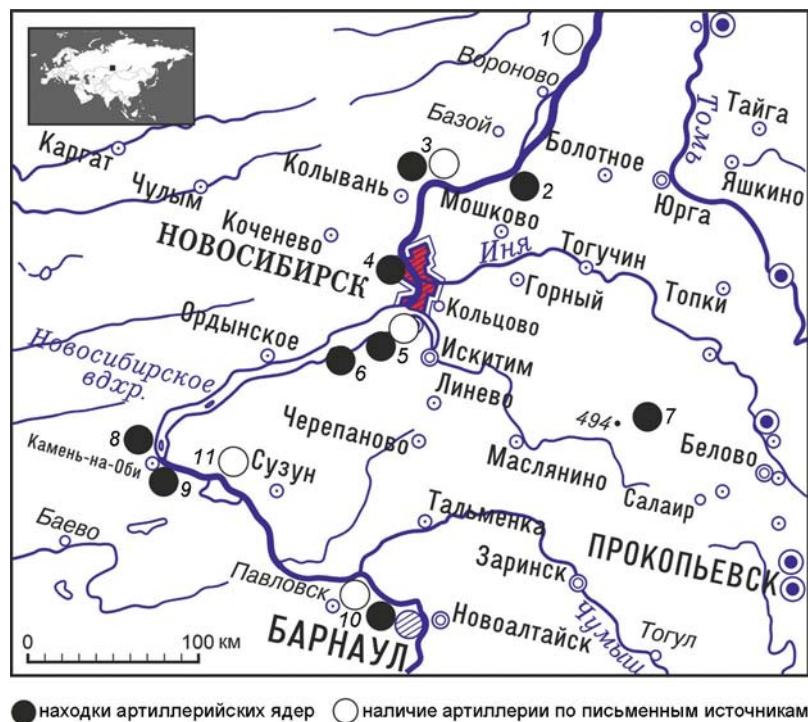 1
Вороново
Томь
Тайга
Базой
Каргат
3
Болотное
Чулым
Колывань
2
Яшкино
Мошково
Юрга
Коченево
НОВОСИБИРСК
4
Иня
Тогучин
Горный
Топки
Ордынское
Кольцово
Новосибирское
вдхр.
5
Искитим
6
Линево
7
494
Черепаново
8
Белово
Камень-на-Оби
11
Сузун
Маслянино
Салаир
9
Баево
Тальменка
ПРОКОПЬЕВСК
Заринск
Павловск
10
Новоалтайск
Чумыш
Тогул
БАРНАУЛ
0 100 км
находки артиллерийских ядер наличие артиллерии по письменным источникам